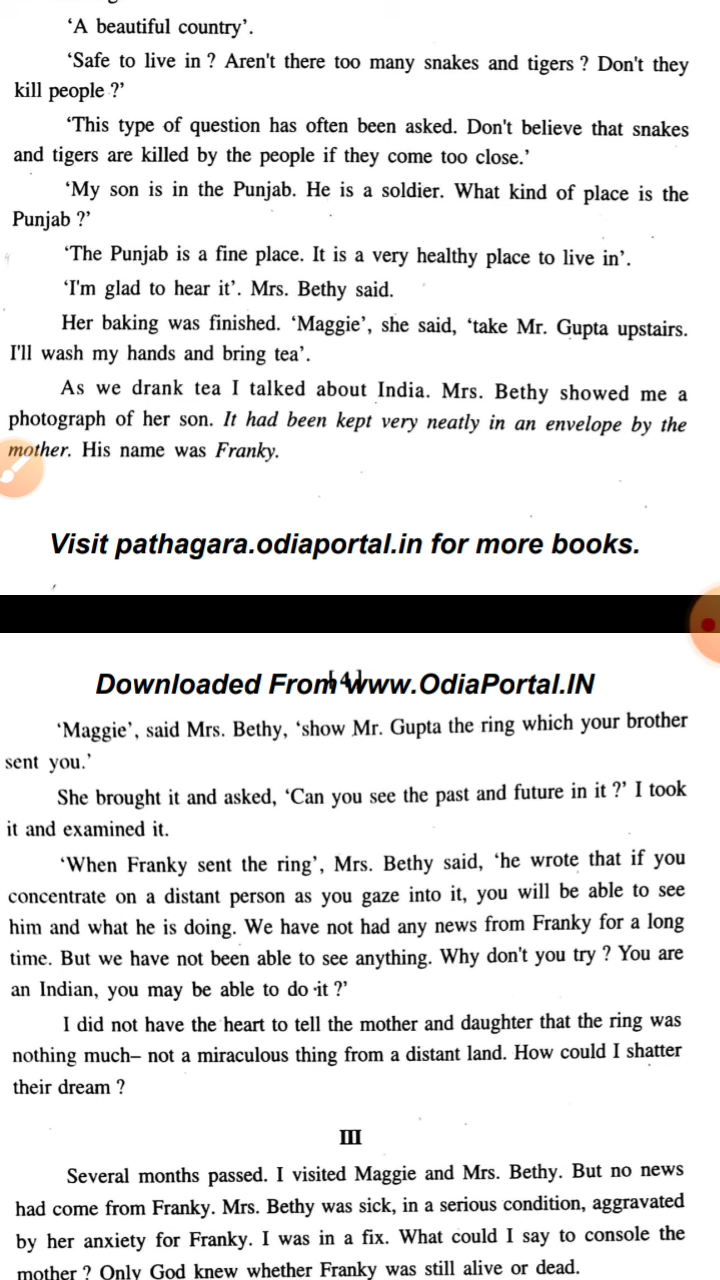 ‘A beautiful country’.
‘Safe to live in ? Aren't there too many snakes and tigers ? Don't they
kill people ?’
‘This type of question has often been asked. Don't believe that snakes
and tigers are killed by the people if they come too close.’
‘My son is in the Punjab. He is a soldier. What kind of place is the
Punjab ?’
‘The Punjab is a fine place. It is a very healthy place to live in’.
‘I'm glad to hear it’. Mrs. Bethy said.
Her baking was finished. ‘Maggie’, she said, ‘take Mr. Gupta upstairs.
I'll wash my hands and bring tea’.
As we drank tea I talked about India. Mrs. Bethy showed me a
photograph of her son. It had been kept very neatly in an envelope by the
mother. His name was Franky.
Visit pathagara.odiaportal.in for more books.
Downloaded From www.OdiaPortal.IN
[ 4 ]
‘Maggie’, said Mrs. Bethy, ‘show Mr. Gupta the ring which your brother
sent you.’
She brought it and asked, ‘Can you see the past and future in it ?’ I took
it and examined it.
‘When Franky sent the ring’, Mrs. Bethy said, ‘he wrote that if you
concentrate on a distant person as you gaze into it, you will be able to see
him and what he is doing. We have not had any news from Franky for a long
time. But we have not been able to see anything. Why don't you try ? You are
an Indian, you may be able to do it ?’
I did not have the heart to tell the mother and daughter that the ring was
nothing much– not a miraculous thing from a distant land. How could I shatter
their dream ?
III
Several months passed. I visited Maggie and Mrs. Bethy. But no news
had come from Franky. Mrs. Bethy was sick, in a serious condition, aggravated
by her anxiety for Franky. I was in a fix. What could I say to console the
mother ? Only God knew whether Franky was still alive or dead.